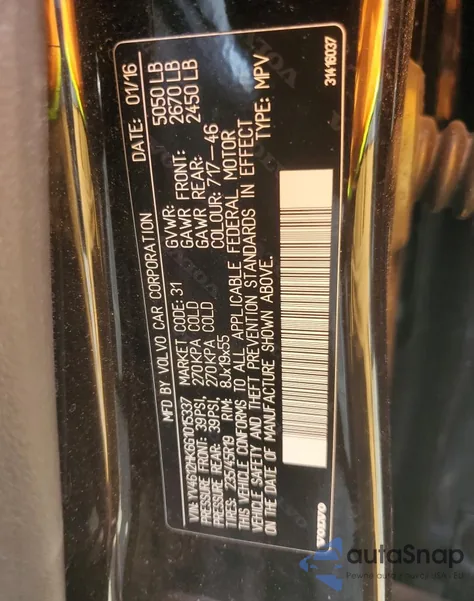 MFD BY VOLVO CAR CORPORATION DATE: 01/16
GVWR: 5050 LB
GAWR FRONT: 2670 LB
GAWR REAR: 2450 LB
VIN: YV4612HK6G1015337 MARKET CODE: 31 COLOUR: 717-46
PRESSURE FRONT: 39PSI, 270KPA COLD
PRESSURE REAR: 39PSI, 270KPA COLD TYPE: MPV
TIRES: 235/45R19 RIM: 8Jx19x55
THIS VEHICLE CONFORMS TO ALL APPLICABLE FEDERAL MOTOR
VEHICLE SAFETY AND THEFT PREVENTION STANDARDS IN EFFECT
ON THE DATE OF MANUFACTURE SHOWN ABOVE.
VOLVO
31416037
autoSnap